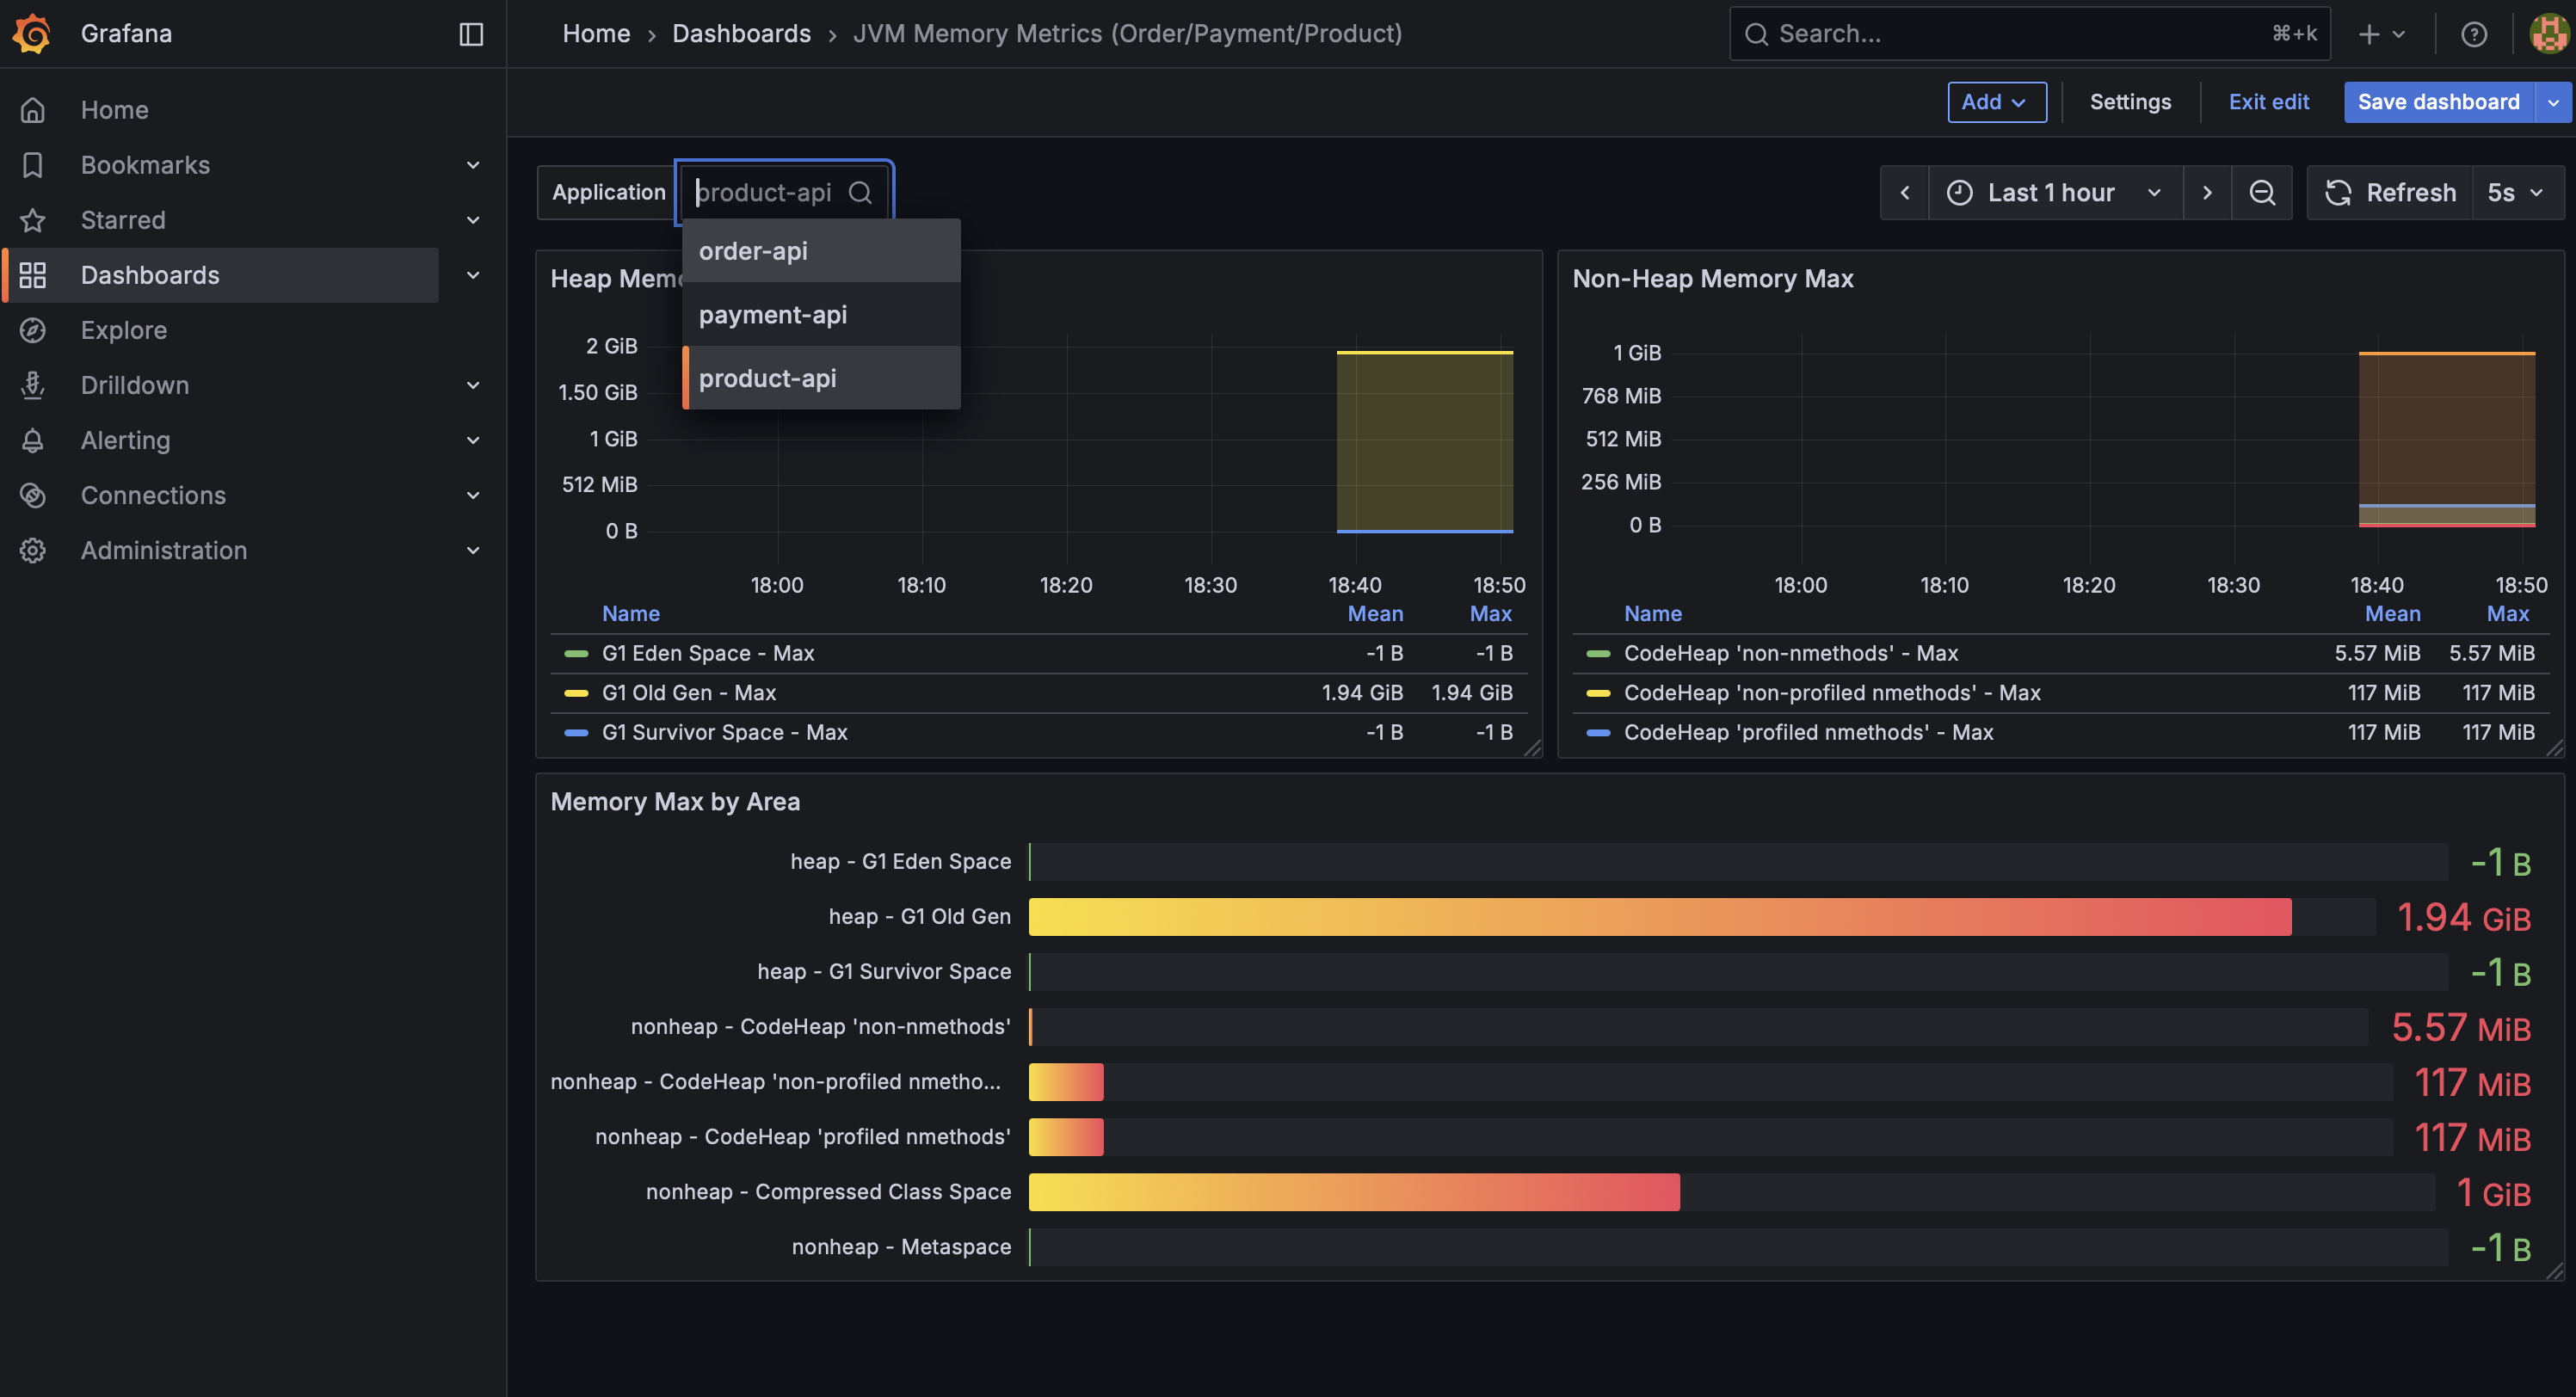 Grafana
Home › Dashboards › JVM Memory Metrics (Order/Payment/Product)
Search...
⌘+k
Home
Bookmarks
Starred
Dashboards
Explore
Drilldown
Alerting
Connections
Administration
Add
Settings
Exit edit
Save dashboard
Application
product-api
order-api
payment-api
product-api
Last 1 hour
Refresh
5s
Heap Mem
2 GiB
1.50 GiB
1 GiB
512 MiB
0 B
18:00 18:10 18:20 18:30 18:40 18:50
Name Mean Max
G1 Eden Space - Max -1 B -1 B
G1 Old Gen - Max 1.94 GiB 1.94 GiB
G1 Survivor Space - Max -1 B -1 B
Non-Heap Memory Max
1 GiB
768 MiB
512 MiB
256 MiB
0 B
18:00 18:10 18:20 18:30 18:40 18:50
Name Mean Max
CodeHeap 'non-nmethods' - Max 5.57 MiB 5.57 MiB
CodeHeap 'non-profiled nmethods' - Max 117 MiB 117 MiB
CodeHeap 'profiled nmethods' - Max 117 MiB 117 MiB
Memory Max by Area
heap - G1 Eden Space -1 B
heap - G1 Old Gen 1.94 GiB
heap - G1 Survivor Space -1 B
nonheap - CodeHeap 'non-nmethods' 5.57 MiB
nonheap - CodeHeap 'non-profiled nmetho... 117 MiB
nonheap - CodeHeap 'profiled nmethods' 117 MiB
nonheap - Compressed Class Space 1 GiB
nonheap - Metaspace -1 B